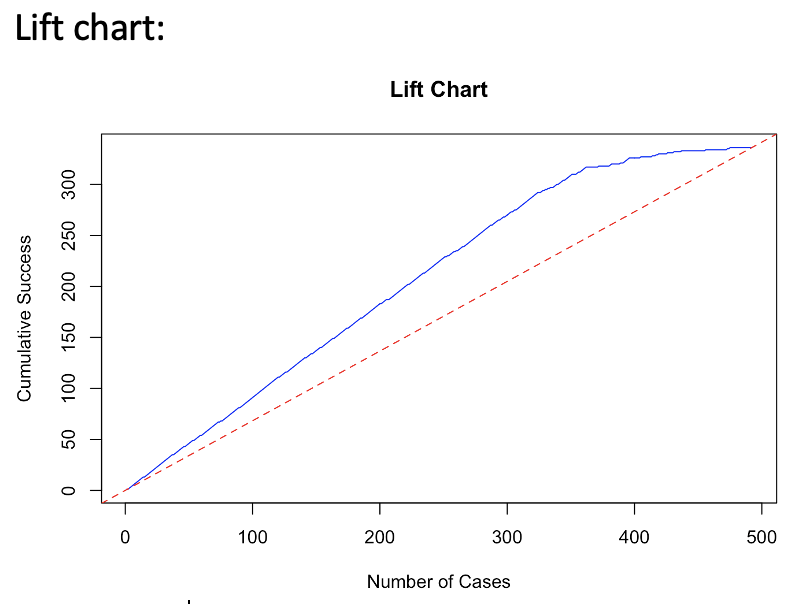 Lift chart:
Lift Chart
Cumulative Success
300
250
200
150
100
50
0
0 100 200 300 400 500
Number of Cases